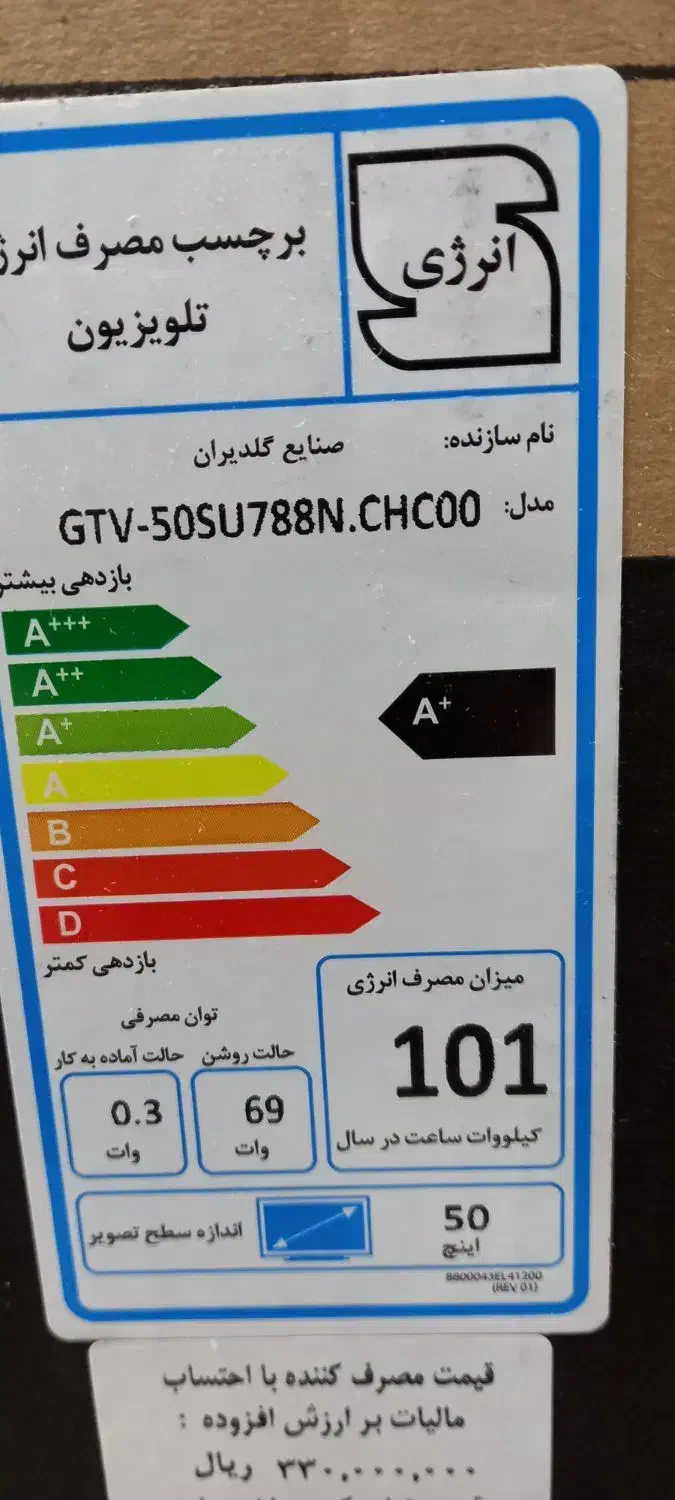 انرژی
برچسب مصرف
تلویزیون
نام سازنده: صنایع گلدیران
مدل: GTV-50SU788N.CHC00
بازدهی بیشتر
A+++
A++
A+
A+
A
B
C
D
بازدهی کمتر
میزان مصرف انرژی
101
کیلووات ساعت در سال
توان مصرفی
حالت روشن
69
وات
حالت آماده به کار
0.3
وات
اندازه سطح تصویر
50
اینچ
8800043EL41200
(REV 01)
قیمت مصرف کننده با احتساب
مالیات بر ارزش افزوده :
۳۳۰,۰۰۰,۰۰۰ ریال